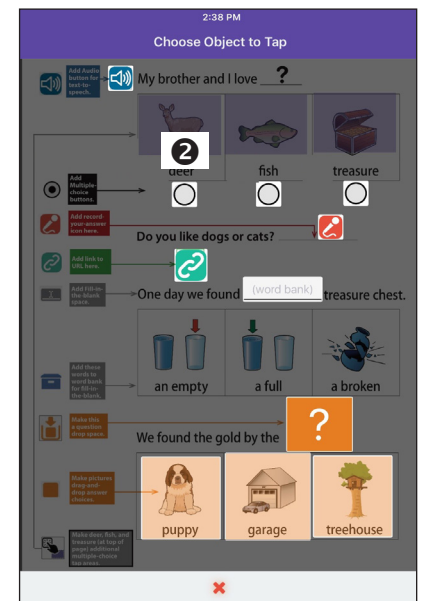 2:38 PM
Choose Object to Tap
Add Audio
button for
text-to-
speech.
My brother and I love ?
2
deer
fish
treasure
Add
Multiple-
choice
buttons.
Add record-
your-answer
icon here.
Do you like dogs or cats?
Add link to
URL here.
Add Fill-in-
the-blank
space.
One day we found (word bank) treasure chest.
Add these
words to
word bank
for fill-in-
the-blank.
an empty
a full
a broken
Make this
a question
drop space.
?
We found the gold by the
Make pictures
drag-and-
drop answer
choices.
puppy
garage
treehouse
Make deer, fish, and
treasure (at top of
page) additional
multiple-choice
tap areas.